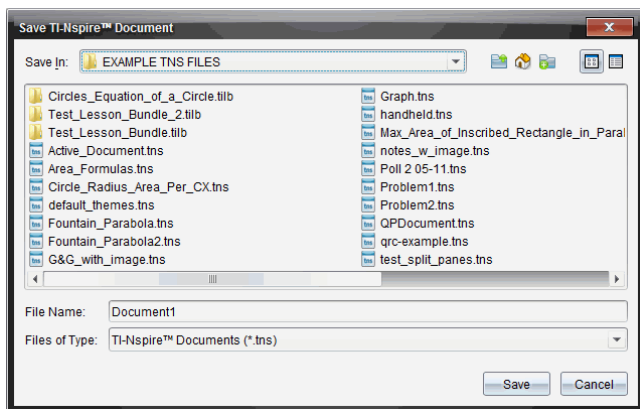 Save TI-Nspire™ Document
Save In: EXAMPLE TNS FILES
Circles_Equation_of_a_Circle.tilb
Test_Lesson_Bundle_2.tilb
Test_Lesson_Bundle.tilb
Active_Document.tns
Area_Formulas.tns
Circle_Radius_Area_Per_CX.tns
default_themes.tns
Fountain_Parabola.tns
Fountain_Parabola2.tns
G&G_with_image.tns
Graph.tns
handheld.tns
Max_Area_of_Inscribed_Rectangle_in_Paral
notes_w_image.tns
Poll 2 05-11.tns
Problem1.tns
Problem2.tns
QPDocument.tns
qrc-example.tns
test_split_panes.tns
File Name: Document1
Files of Type: TI-Nspire™ Documents (*.tns)
Save Cancel